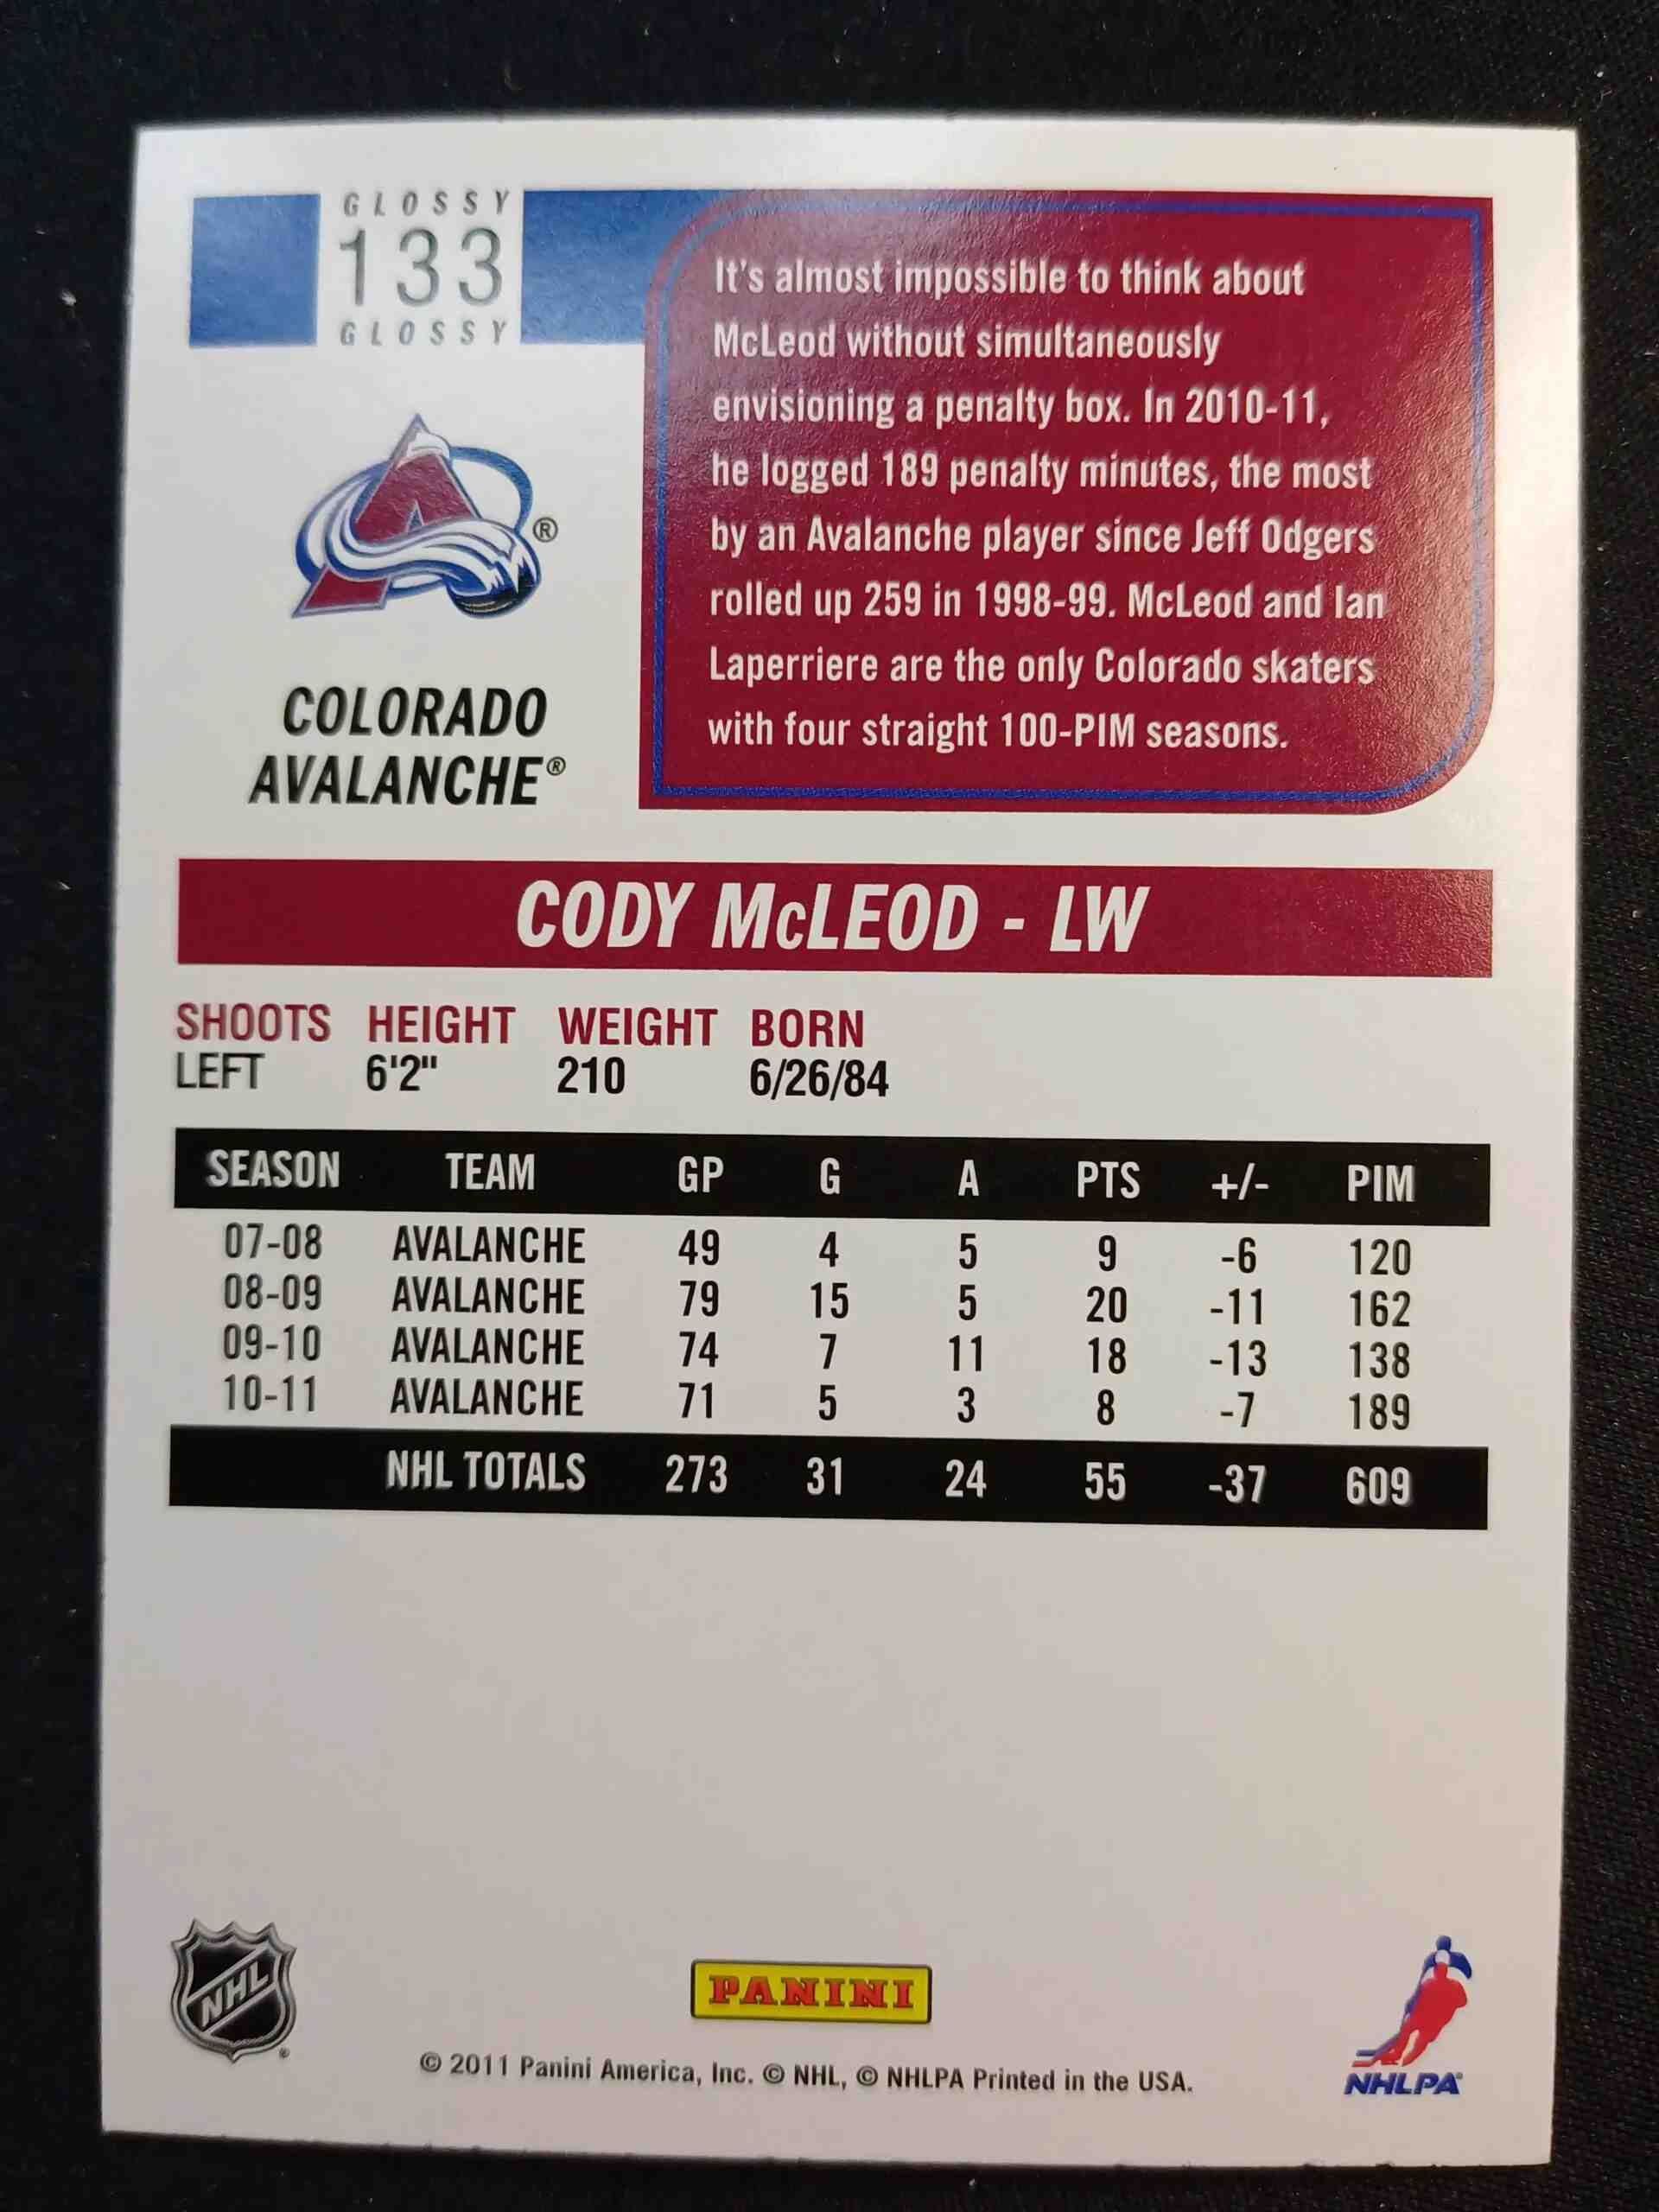 GLOSSY
133
GLOSSY
It's almost impossible to think about
McLeod without simultaneously
envisioning a penalty box. In 2010-11,
he logged 189 penalty minutes, the most
by an Avalanche player since Jeff Odgers
rolled up 259 in 1998-99. McLeod and Ian
Laperriere are the only Colorado skaters
with four straight 100-PIM seasons.
A ®
COLORADO
AVALANCHE®
CODY McLEOD - LW
SHOOTS HEIGHT WEIGHT BORN
LEFT 6'2" 210 6/26/84
SEASON TEAM GP G A PTS +/- PIM
07-08 AVALANCHE 49 4 5 9 -6 120
08-09 AVALANCHE 79 15 5 20 -11 162
09-10 AVALANCHE 74 7 11 18 -13 138
10-11 AVALANCHE 71 5 3 8 -7 189
NHL TOTALS 273 31 24 55 -37 609
NHL ®
PANINI
© 2011 Panini America, Inc. © NHL, © NHLPA Printed in the USA.
NHLPA